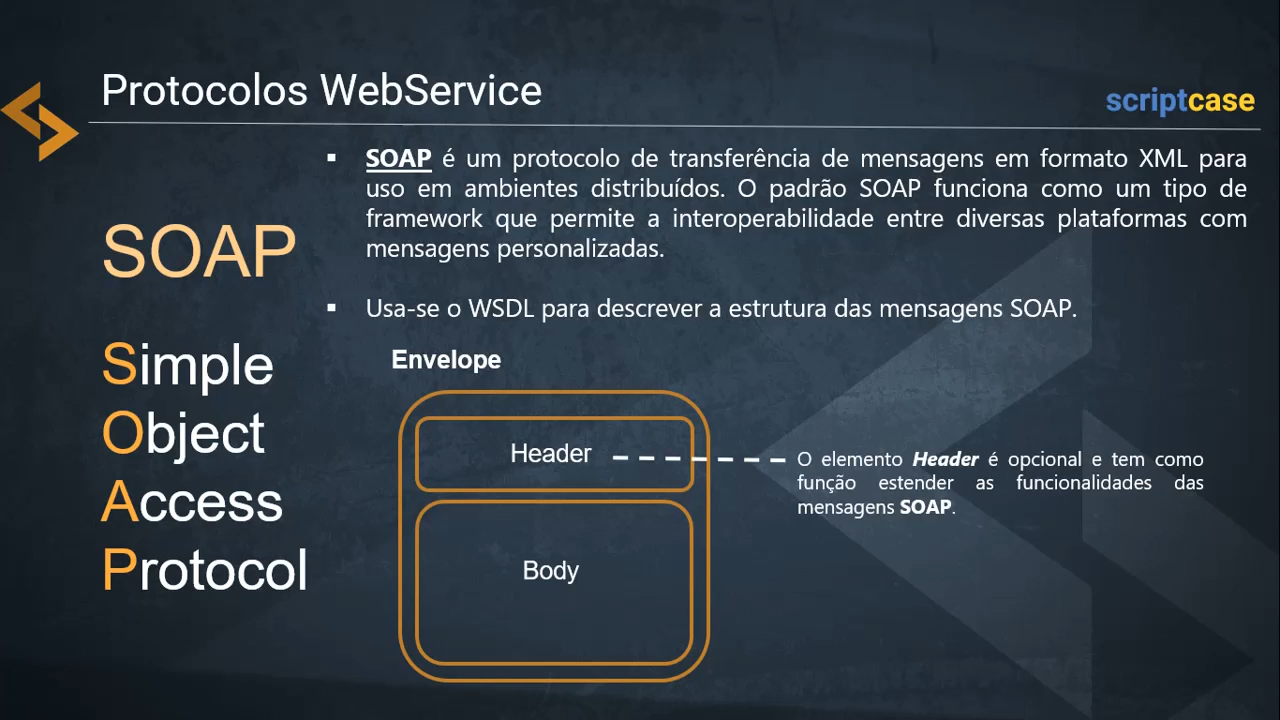 Protocolos WebService
scriptcase
SOAP
Simple
Object
Access
Protocol
▪ SOAP é um protocolo de transferência de mensagens em formato XML para
uso em ambientes distribuídos. O padrão SOAP funciona como um tipo de
framework que permite a interoperabilidade entre diversas plataformas com
mensagens personalizadas.
▪ Usa-se o WSDL para descrever a estrutura das mensagens SOAP.
Envelope
Header
O elemento Header é opcional e tem como
função estender as funcionalidades das
mensagens SOAP.
Body